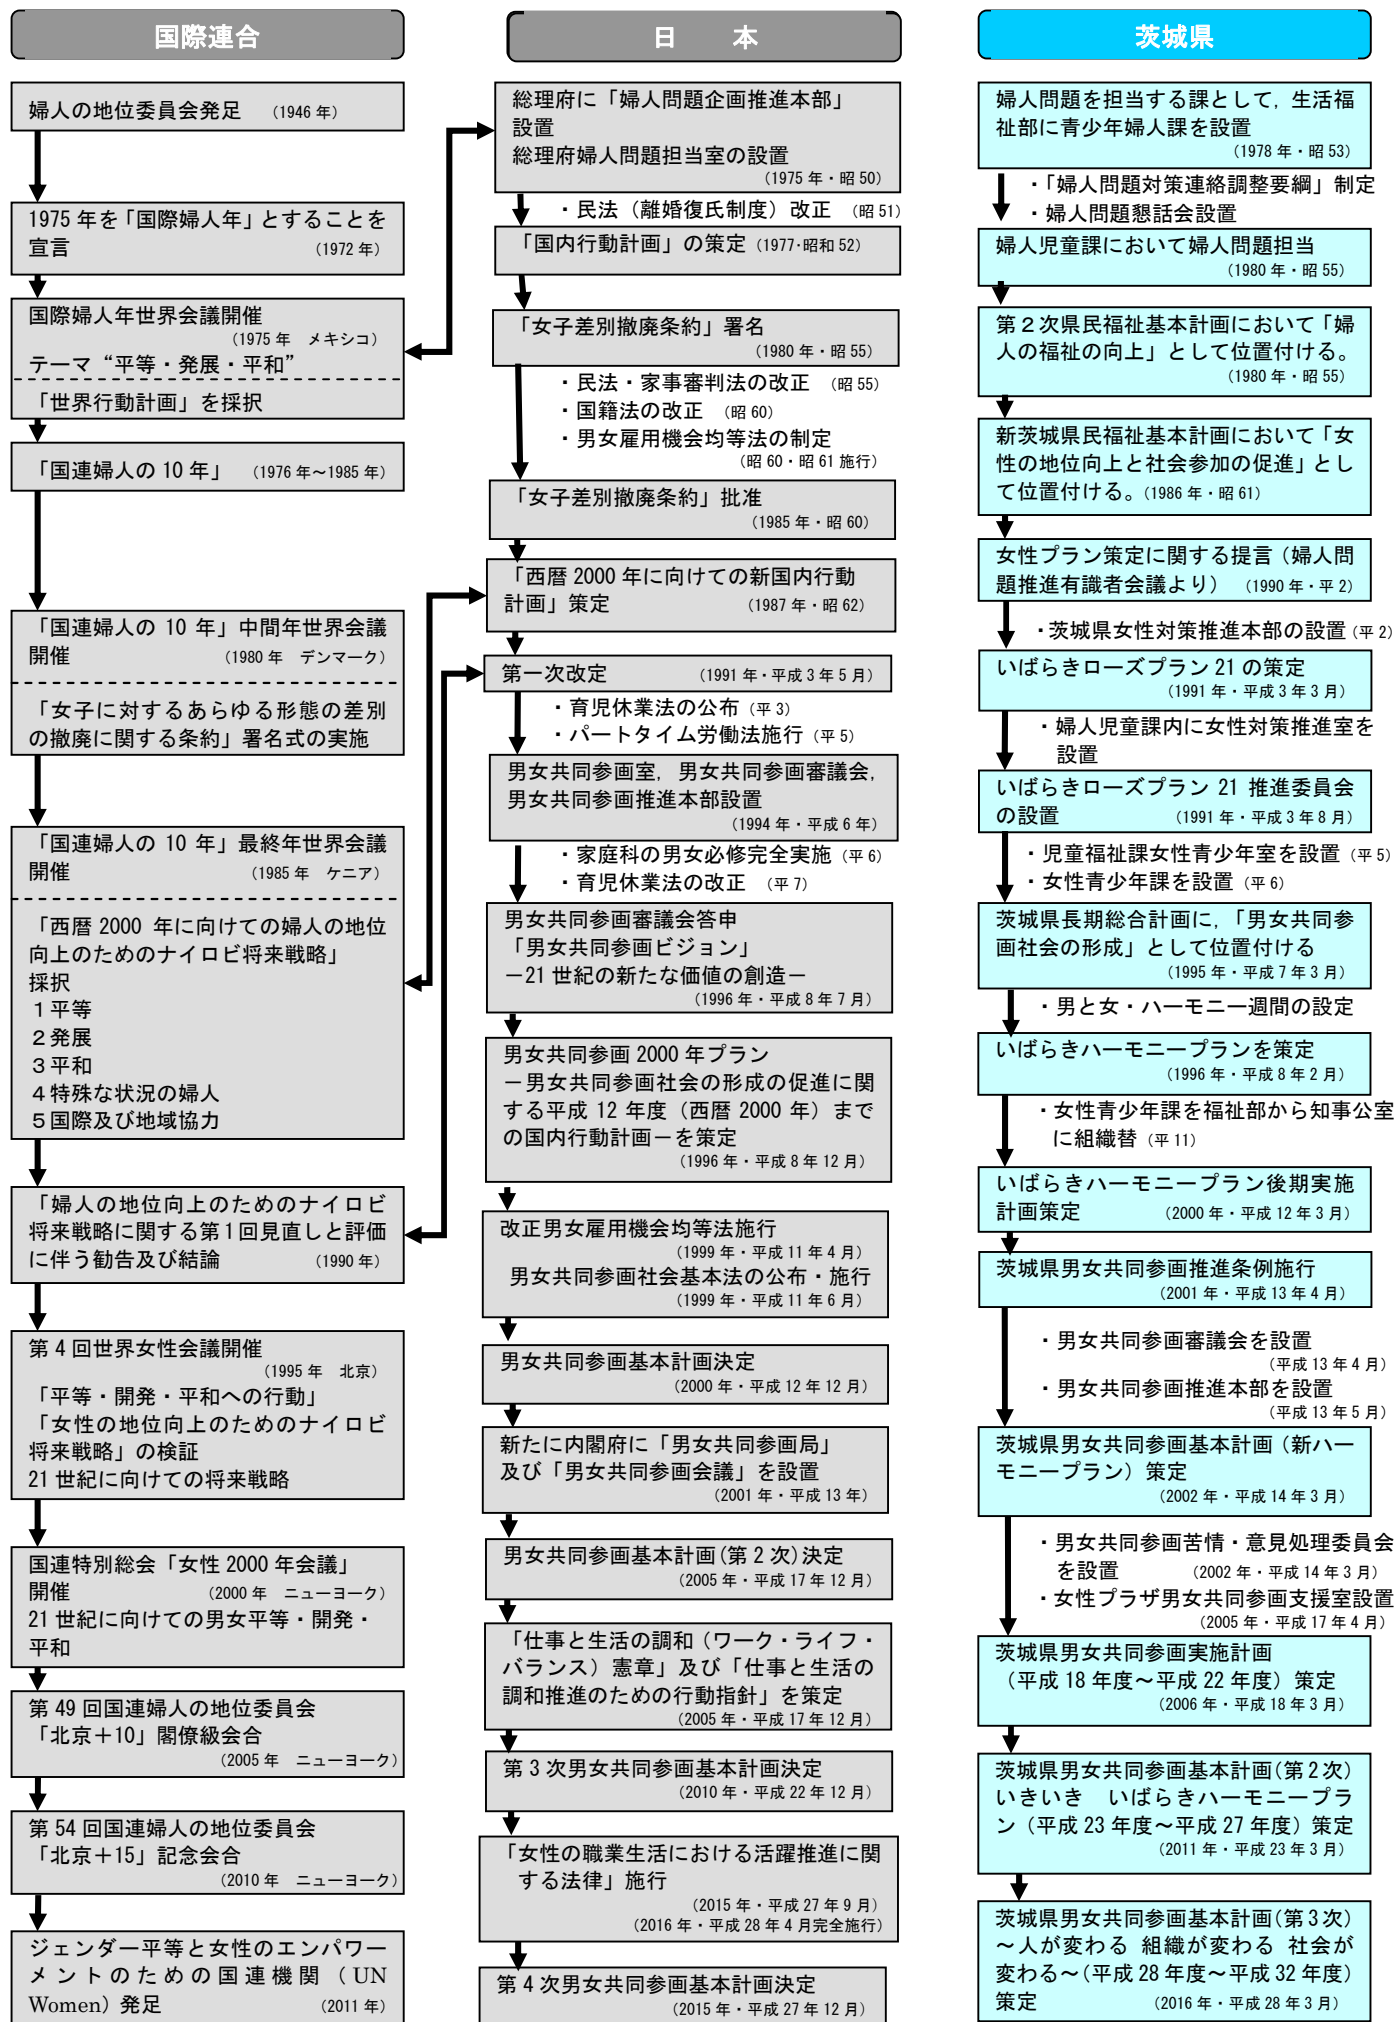 国際連合
婦人の地位委員会発足 （1946 年）
1975 年を「国際婦人年」とすることを
宣言 （1972 年）
国際婦人年世界会議開催
（1975 年　メキシコ）
テーマ“平等・発展・平和”
「世界行動計画」を採択
「国連婦人の 10 年」 （1976 年～1985 年）
「国連婦人の 10 年」中間年世界会議
開催 （1980 年　デンマーク）
「女子に対するあらゆる形態の差別
の撤廃に関する条約」署名式の実施
「国連婦人の 10 年」最終年世界会議
開催 （1985 年　ケニア）
「西暦 2000 年に向けての婦人の地位
向上のためのナイロビ将来戦略」
採択
１平等
２発展
３平和
４特殊な状況の婦人
５国際及び地域協力
「婦人の地位向上のためのナイロビ
将来戦略に関する第１回見直しと評価
に伴う勧告及び結論 （1990 年）
第 4 回世界女性会議開催
（1995 年　北京）
「平等・開発・平和への行動」
「女性の地位向上のためのナイロビ
将来戦略」の検証
21 世紀に向けての将来戦略
国連特別総会「女性 2000 年会議」
開催 （2000 年　ニューヨーク）
21 世紀に向けての男女平等・開発・
平和
第 49 回国連婦人の地位委員会
「北京＋10」閣僚級会合
（2005 年　ニューヨーク）
第 54 回国連婦人の地位委員会
「北京＋15」記念会合
（2010 年　ニューヨーク）
ジェンダー平等と女性のエンパワー
メントのための国連機関（UN
Women）発足 （2011 年）
日　本
総理府に「婦人問題企画推進本部」
設置
総理府婦人問題担当室の設置
（1975 年・昭 50）
・民法（離婚復氏制度）改正 （昭 51）
「国内行動計画」の策定（1977･昭和 52）
「女子差別撤廃条約」署名
（1980 年・昭 55）
・民法・家事審判法の改正 （昭 55）
・国籍法の改正 （昭 60）
・男女雇用機会均等法の制定
（昭 60・昭 61 施行）
「女子差別撤廃条約」批准
（1985 年・昭 60）
「西暦 2000 年に向けての新国内行動
計画」策定 （1987 年・昭 62）
第一次改定 （1991 年・平成 3 年 5 月）
・育児休業法の公布（平 3）
・パートタイム労働法施行（平 5）
男女共同参画室，男女共同参画審議会，
男女共同参画推進本部設置
（1994 年・平成 6 年）
・家庭科の男女必修完全実施（平 6）
・育児休業法の改正 （平 7）
男女共同参画審議会答申
「男女共同参画ビジョン」
－21 世紀の新たな価値の創造－
（1996 年・平成 8 年 7 月）
男女共同参画 2000 年プラン
－男女共同参画社会の形成の促進に関
する平成 12 年度（西暦 2000 年）まで
の国内行動計画－を策定
（1996 年・平成 8 年 12 月）
改正男女雇用機会均等法施行
（1999 年・平成 11 年 4 月）
男女共同参画社会基本法の公布・施行
（1999 年・平成 11 年 6 月）
男女共同参画基本計画決定
（2000 年・平成 12 年 12 月）
新たに内閣府に「男女共同参画局」
及び「男女共同参画会議」を設置
（2001 年・平成 13 年）
男女共同参画基本計画(第 2 次)決定
（2005 年・平成 17 年 12 月）
「仕事と生活の調和（ワーク・ライフ・
バランス）憲章」及び「仕事と生活の
調和推進のための行動指針」を策定
（2005 年・平成 17 年 12 月）
第 3 次男女共同参画基本計画決定
（2010 年・平成 22 年 12 月）
「女性の職業生活における活躍推進に関
する法律」施行
（2015 年・平成 27 年 9 月）
（2016 年・平成 28 年 4 月完全施行）
第 4 次男女共同参画基本計画決定
（2015 年・平成 27 年 12 月）
茨城県
婦人問題を担当する課として，生活福
祉部に青少年婦人課を設置
（1978 年・昭 53）
・「婦人問題対策連絡調整要綱」制定
・婦人問題懇話会設置
婦人児童課において婦人問題担当
（1980 年・昭 55）
第２次県民福祉基本計画において「婦
人の福祉の向上」として位置付ける。
（1980 年・昭 55）
新茨城県民福祉基本計画において「女
性の地位向上と社会参加の促進」とし
て位置付ける。（1986 年・昭 61）
女性プラン策定に関する提言（婦人問
題推進有識者会議より） （1990 年・平 2）
・茨城県女性対策推進本部の設置（平 2）
いばらきローズプラン 21 の策定
（1991 年・平成 3 年 3 月）
・婦人児童課内に女性対策推進室を
設置
いばらきローズプラン 21 推進委員会
の設置 （1991 年・平成 3 年 8 月）
・児童福祉課女性青少年室を設置（平 5）
・女性青少年課を設置（平 6）
茨城県長期総合計画に，「男女共同参
画社会の形成」として位置付ける
（1995 年・平成 7 年 3 月）
・男と女・ハーモニー週間の設定
いばらきハーモニープランを策定
（1996 年・平成 8 年 2 月）
・女性青少年課を福祉部から知事公室
に組織替（平 11）
いばらきハーモニープラン後期実施
計画策定 （2000 年・平成 12 年 3 月）
茨城県男女共同参画推進条例施行
（2001 年・平成 13 年 4 月）
・男女共同参画審議会を設置
（平成 13 年 4 月）
・男女共同参画推進本部を設置
（平成 13 年 5 月）
茨城県男女共同参画基本計画（新ハー
モニープラン）策定
（2002 年・平成 14 年 3 月）
・男女共同参画苦情・意見処理委員会
を設置 （2002 年・平成 14 年 3 月）
・女性プラザ男女共同参画支援室設置
（2005 年・平成 17 年 4 月）
茨城県男女共同参画実施計画
（平成 18 年度～平成 22 年度）策定
（2006 年・平成 18 年 3 月）
茨城県男女共同参画基本計画(第２次)
いきいき　いばらきハーモニープラ
ン（平成 23 年度～平成 27 年度）策定
（2011 年・平成 23 年 3 月）
茨城県男女共同参画基本計画(第３次)
～人が変わる 組織が変わる 社会が
変わる～(平成 28 年度～平成 32 年度)
策定 （2016 年・平成 28 年 3 月）